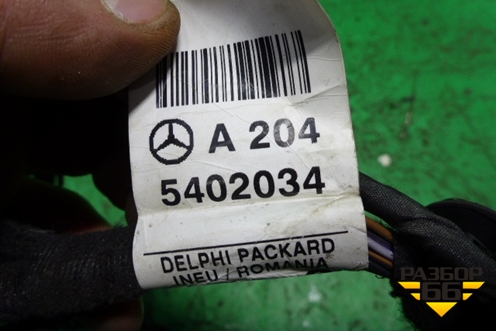 A 204
5402034
DELPHI PACKARD
INEU / ROMANIA
РАЗБОР
66